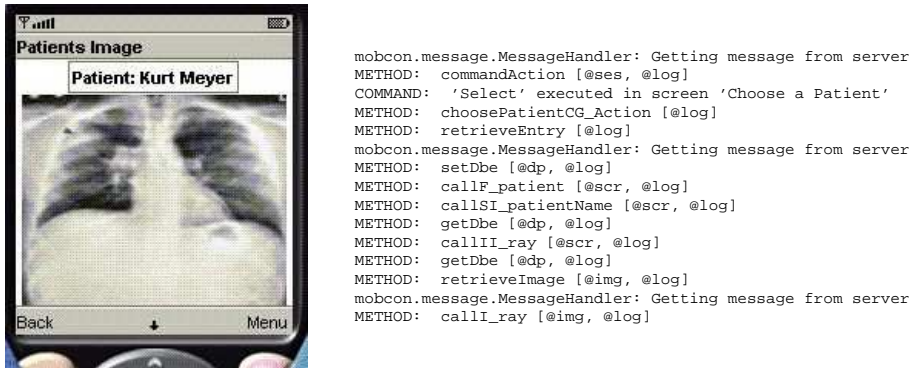 Patients Image
Patient: Kurt Meyer
Back
Menu
mobcon.message.MessageHandler: Getting message from server
METHOD: commandAction [@ses, @log]
COMMAND: 'Select' executed in screen 'Choose a Patient'
METHOD: choosePatientCG_Action [@log]
METHOD: retrieveEntry [@log]
mobcon.message.MessageHandler: Getting message from server
METHOD: setDbe [@dp, @log]
METHOD: callF_patient [@scr, @log]
METHOD: callSI_patientName [@scr, @log]
METHOD: getDbe [@dp, @log]
METHOD: callII_ray [@scr, @log]
METHOD: getDbe [@dp, @log]
METHOD: retrieveImage [@img, @log]
mobcon.message.MessageHandler: Getting message from server
METHOD: callI_ray [@img, @log]